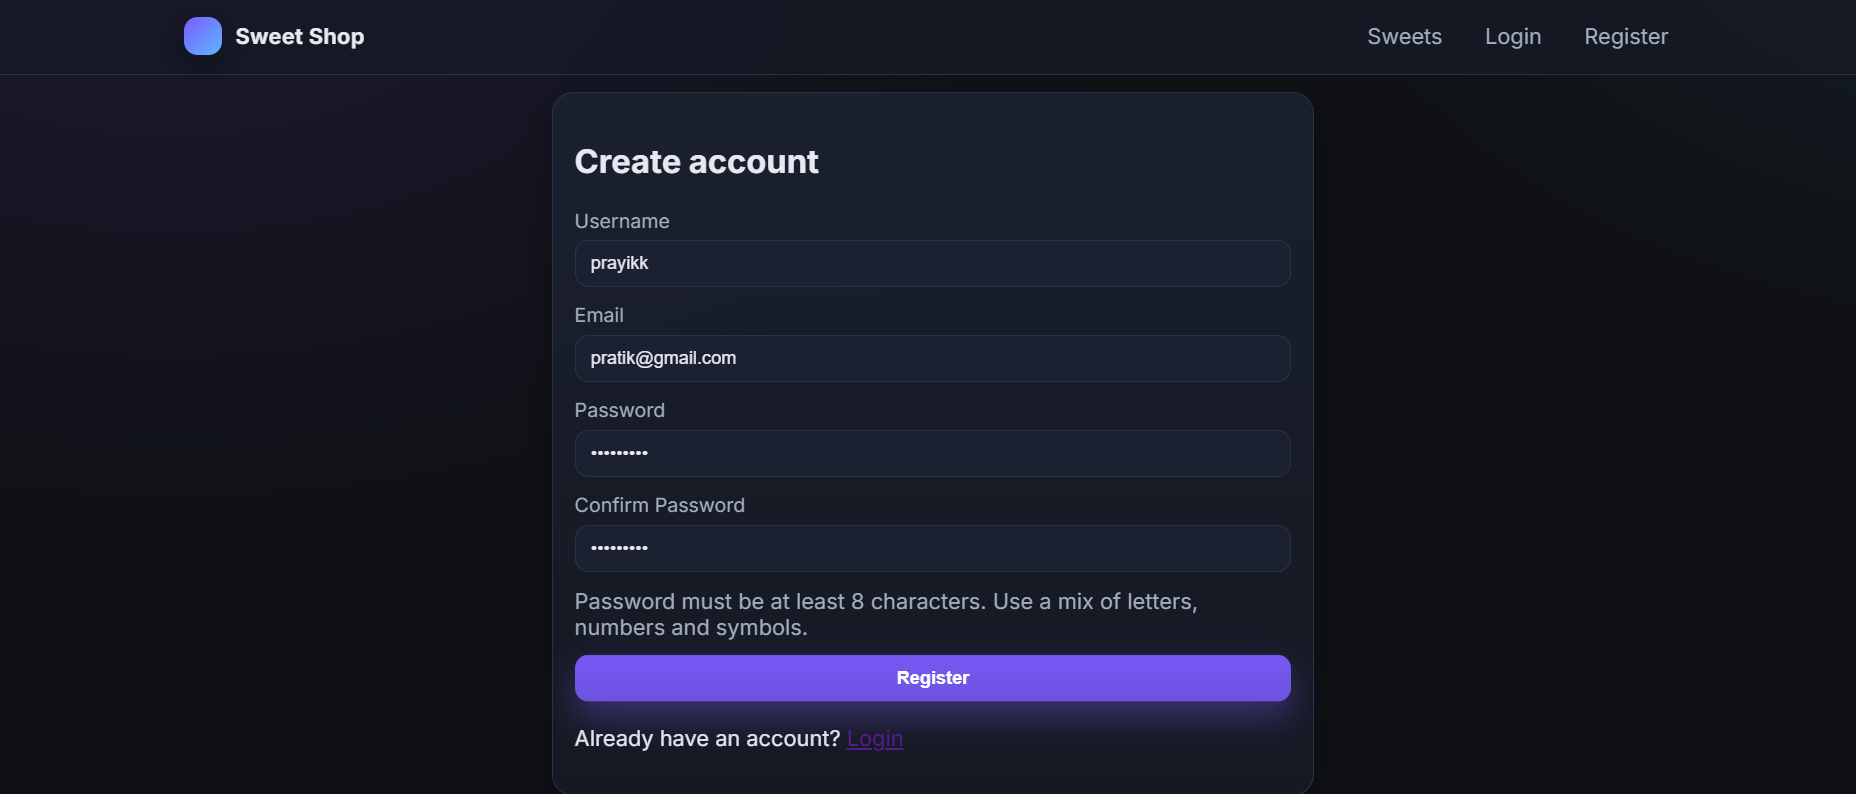 Sweet Shop
Sweets Login Register
Create account
Username
prayikk
Email
pratik@gmail.com
Password
•••••••••
Confirm Password
•••••••••
Password must be at least 8 characters. Use a mix of letters,
numbers and symbols.
Register
Already have an account? Login